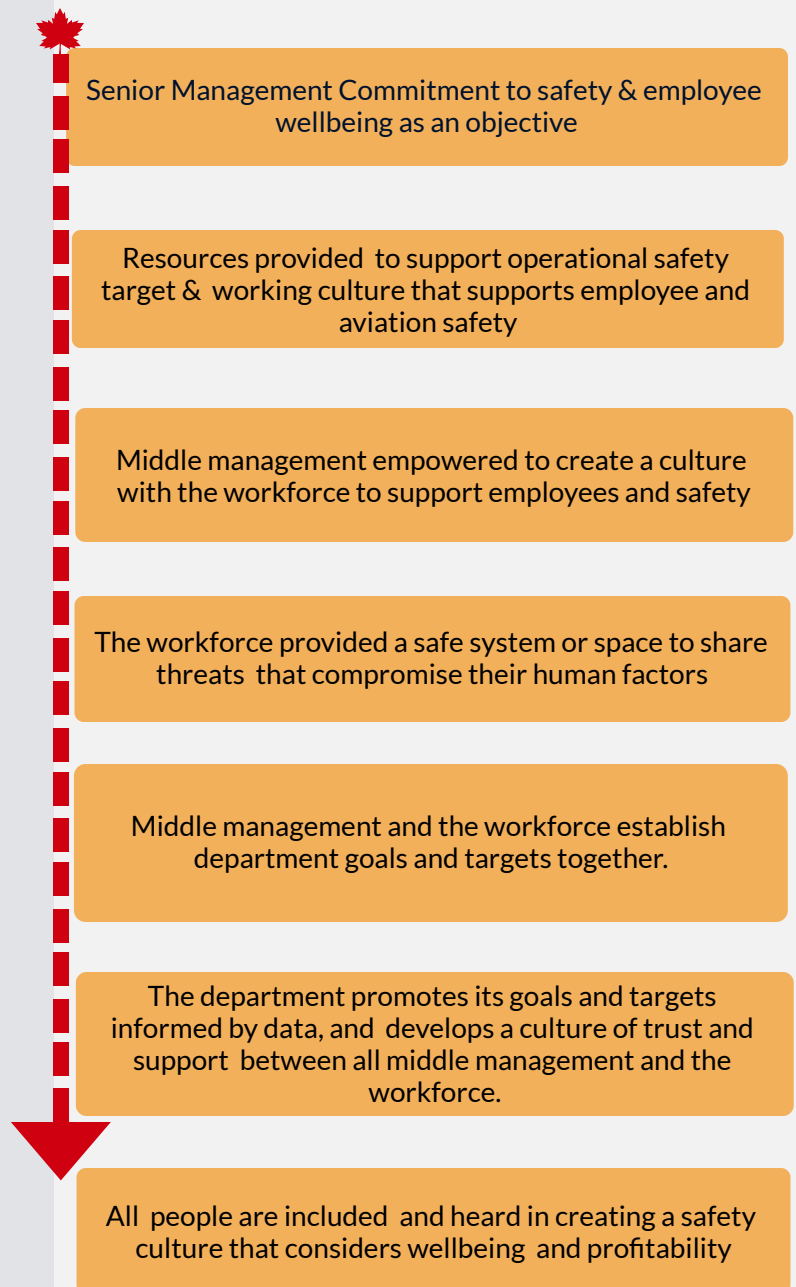 Senior Management Commitment to safety & employee
wellbeing as an objective
Resources provided  to support operational safety
target &  working culture that supports employee and
aviation safety
Middle management empowered to create a culture
with the workforce to support employees and safety
The workforce provided a safe system or space to share
threats  that compromise their human factors
Middle management and the workforce establish
department goals and targets together.
The department promotes its goals and targets
informed by data, and  develops a culture of trust and
support  between all middle management and the
workforce.
All  people are included  and heard in creating a safety
culture that considers wellbeing  and profitability